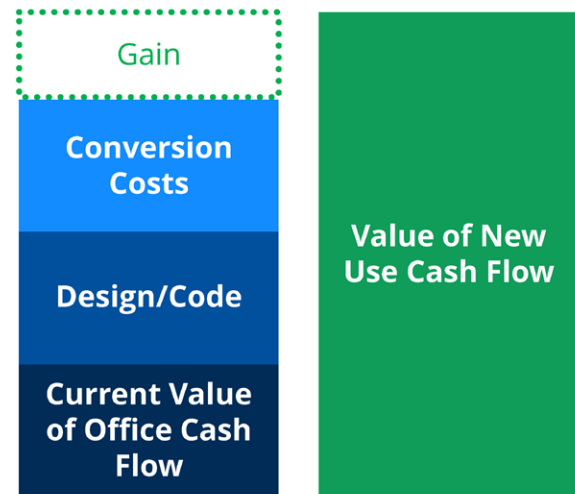 Gain
Conversion
Costs
Design/Code
Current Value
of Office Cash
Flow
Value of New
Use Cash Flow